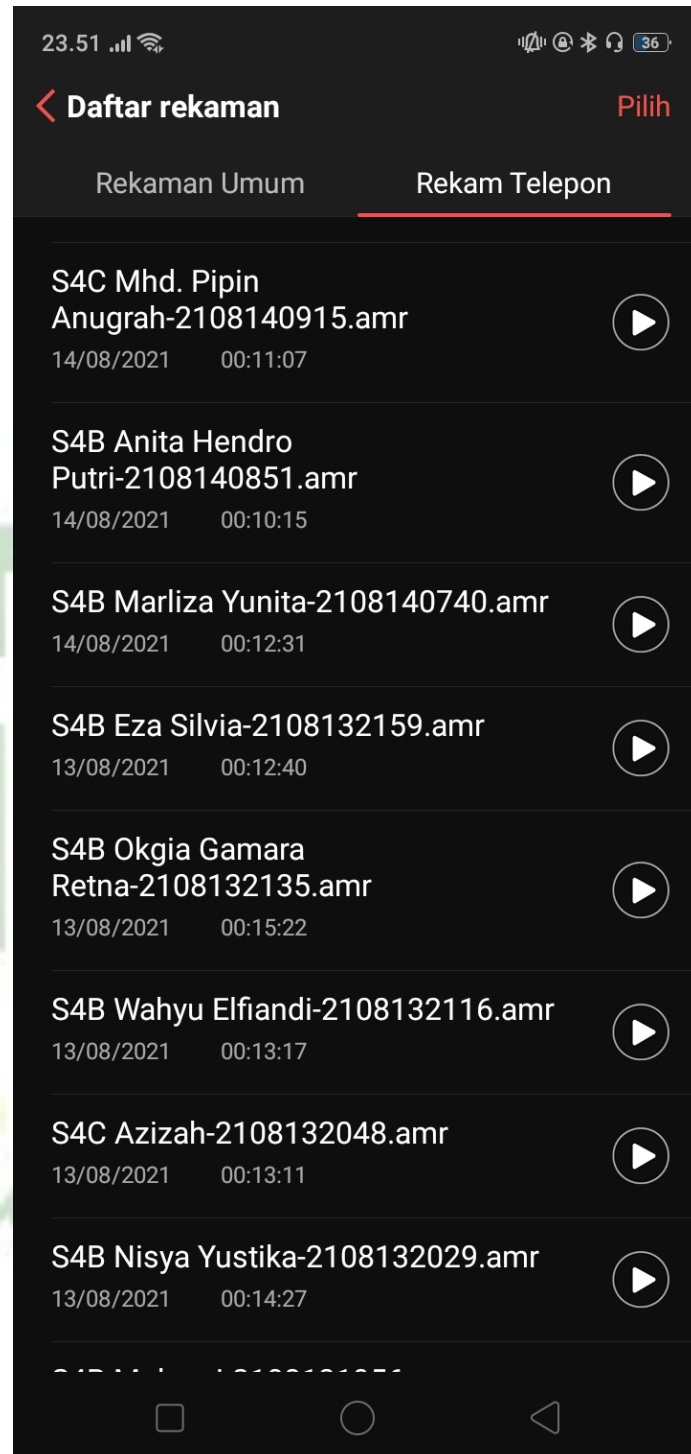 23.51
36
Daftar rekaman
Pilih
Rekaman Umum
Rekam Telepon
S4C Mhd. Pipin
Anugrah-2108140915.amr
14/08/2021 00:11:07
S4B Anita Hendro
Putri-2108140851.amr
14/08/2021 00:10:15
S4B Marliza Yunita-2108140740.amr
14/08/2021 00:12:31
S4B Eza Silvia-2108132159.amr
13/08/2021 00:12:40
S4B Okgia Gamara
Retna-2108132135.amr
13/08/2021 00:15:22
S4B Wahyu Elfiandi-2108132116.amr
13/08/2021 00:13:17
S4C Azizah-2108132048.amr
13/08/2021 00:13:11
S4B Nisya Yustika-2108132029.amr
13/08/2021 00:14:27